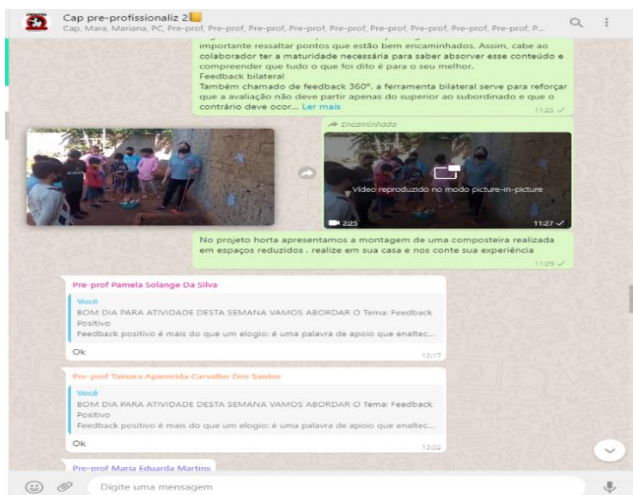 Cap pre-profissionaliz 2
Cap, Mara, Mariana, PC, Pre-prof, Pre-prof, Pre-prof, Pre-prof, Pre-prof, Pre-prof, Pre-prof, Pre-prof, Pre-prof, P...
importante ressaltar pontos que estão bem encaminhados. Assim, cabe ao
colaborador ter a maturidade necessária para saber absorver esse conteúdo e
compreender que tudo o que foi dito é para o seu melhor.
Feedback bilateral
Também chamado de feedback 360°. a ferramenta bilateral serve para reforçar
que a avaliação não deve partir apenas do superior ao subordinado e que o
contrário deve ocor... Ler mais
11:25
Encaminhada
Vídeo reproduzido no modo picture-in-picture
2:25
11:27
No projeto horta apresentamos a montagem de uma composteira realizada
em espaços reduzidos . realize em sua casa e nos conte sua experiência
11:29
Pre-prof Pamela Solange Da Silva
Você
BOM DIA PARA ATIVIDADE DESTA SEMANA VAMOS ABORDAR O Tema: Feedback
Positivo
Feedback positivo é mais do que um elogio: é uma palavra de apoio que enaltec...
Ok
12:17
Pre-prof Tainara Aparecida Carvalho Dos Santos
Você
BOM DIA PARA ATIVIDADE DESTA SEMANA VAMOS ABORDAR O Tema: Feedback
Positivo
Feedback positivo é mais do que um elogio: é uma palavra de apoio que enaltec...
Ok
13:02
Pre-prof Maria Eduarda Martins
Digite uma mensagem